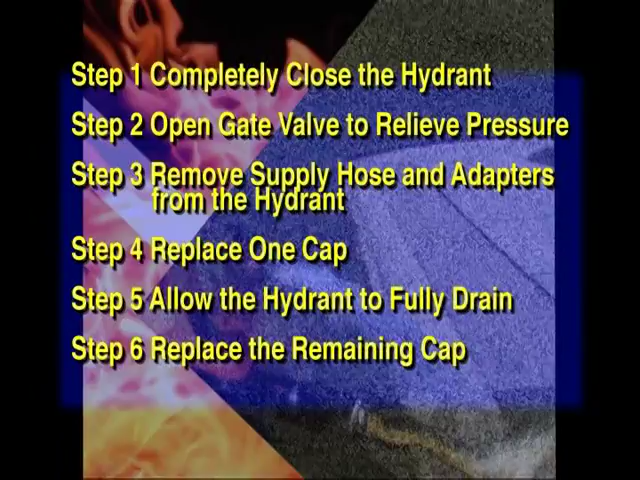 Step 1 Completely Close the Hydrant
Step 2 Open Gate Valve to Relieve Pressure
Step 3 Remove Supply Hose and Adapters
from the Hydrant
Step 4 Replace One Cap
Step 5 Allow the Hydrant to Fully Drain
Step 6 Replace the Remaining Cap